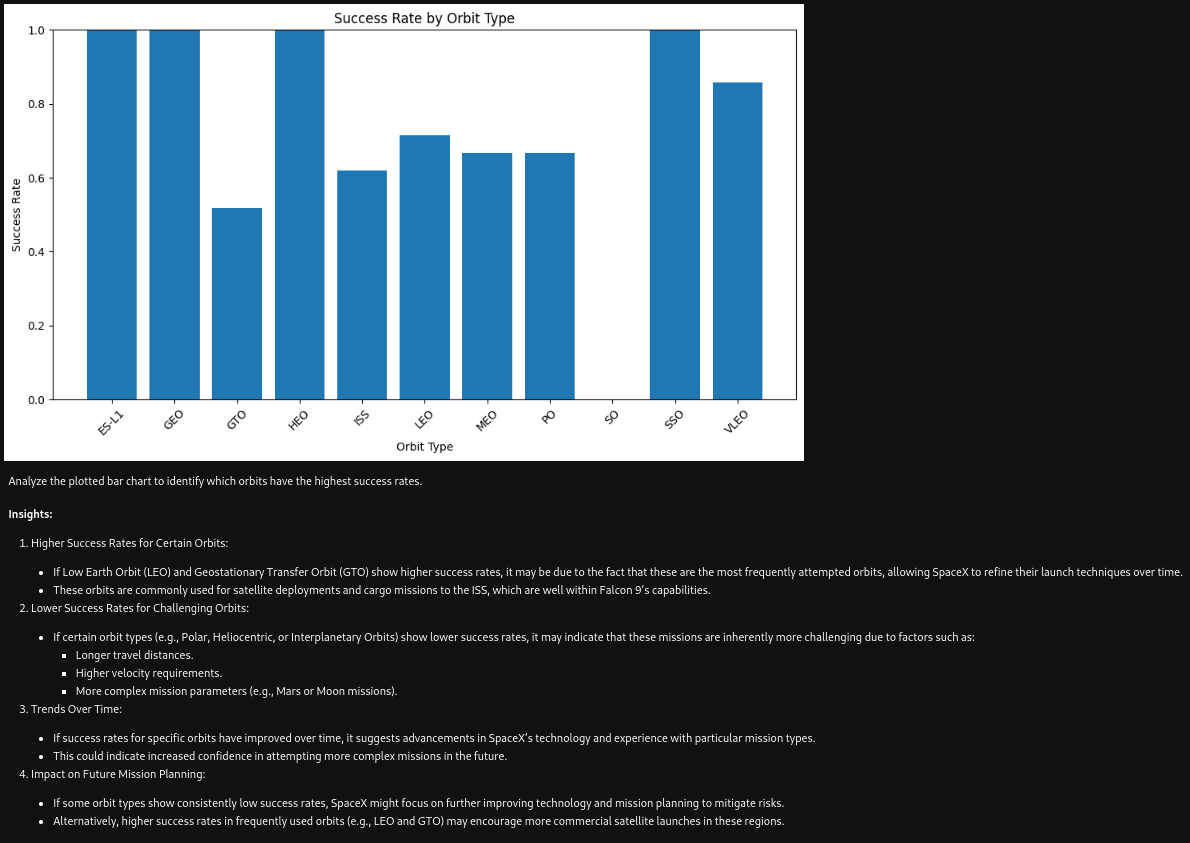 Success Rate by Orbit Type
1.0
0.8
0.6
0.4
0.2
0.0
Success Rate
ES-L1
GEO
GTO
HEO
ISS
LEO
MEO
PO
SO
SSO
VLEO
Orbit Type
Analyze the plotted bar chart to identify which orbits have the highest success rates.
Insights:
1. Higher Success Rates for Certain Orbits:
• If Low Earth Orbit (LEO) and Geostationary Transfer Orbit (GTO) show higher success rates, it may be due to the fact that these are the most frequently attempted orbits, allowing SpaceX to refine their launch techniques over time.
• These orbits are commonly used for satellite deployments and cargo missions to the ISS, which are well within Falcon 9's capabilities.
2. Lower Success Rates for Challenging Orbits:
• If certain orbit types (e.g., Polar, Heliocentric, or Interplanetary Orbits) show lower success rates, it may indicate that these missions are inherently more challenging due to factors such as:
▪ Longer travel distances.
▪ Higher velocity requirements.
▪ More complex mission parameters (e.g., Mars or Moon missions).
3. Trends Over Time:
• If success rates for specific orbits have improved over time, it suggests advancements in SpaceX's technology and experience with particular mission types.
• This could indicate increased confidence in attempting more complex missions in the future.
4. Impact on Future Mission Planning:
• If some orbit types show consistently low success rates, SpaceX might focus on further improving technology and mission planning to mitigate risks.
• Alternatively, higher success rates in frequently used orbits (e.g., LEO and GTO) may encourage more commercial satellite launches in these regions.